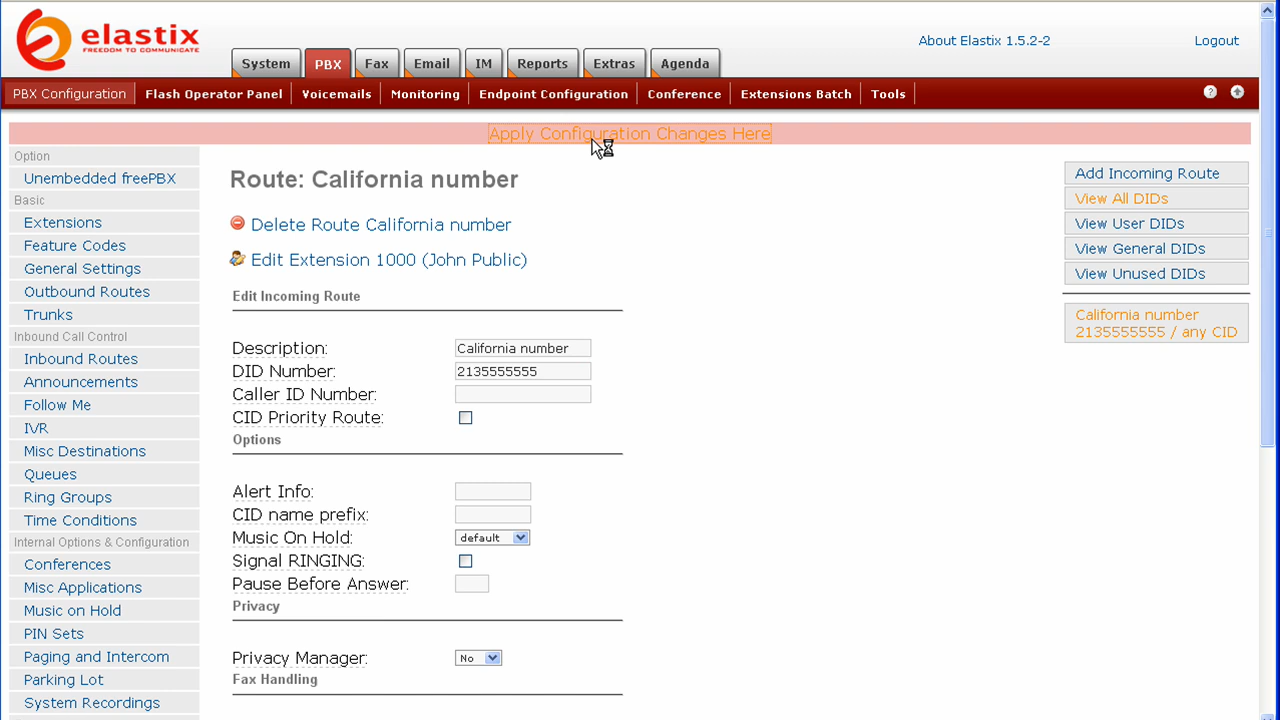 elastix
FREEDOM TO COMMUNICATE
About Elastix 1.5.2-2
Logout
System
PBX
Fax
Email
IM
Reports
Extras
Agenda
PBX Configuration
Flash Operator Panel
Voicemails
Monitoring
Endpoint Configuration
Conference
Extensions Batch
Tools
?
Apply Configuration Changes Here
Option
Unembedded freePBX
Basic
Extensions
Feature Codes
General Settings
Outbound Routes
Trunks
Inbound Call Control
Inbound Routes
Announcements
Follow Me
IVR
Misc Destinations
Queues
Ring Groups
Time Conditions
Internal Options & Configuration
Conferences
Misc Applications
Music on Hold
PIN Sets
Paging and Intercom
Parking Lot
System Recordings
Route: California number
Delete Route California number
Edit Extension 1000 (John Public)
Edit Incoming Route
Description: California number
DID Number: 2135555555
Caller ID Number:
CID Priority Route:
Options
Alert Info:
CID name prefix:
Music On Hold: default
Signal RINGING:
Pause Before Answer:
Privacy
Privacy Manager: No
Fax Handling
Add Incoming Route
View All DIDs
View User DIDs
View General DIDs
View Unused DIDs
California number
2135555555 / any CID